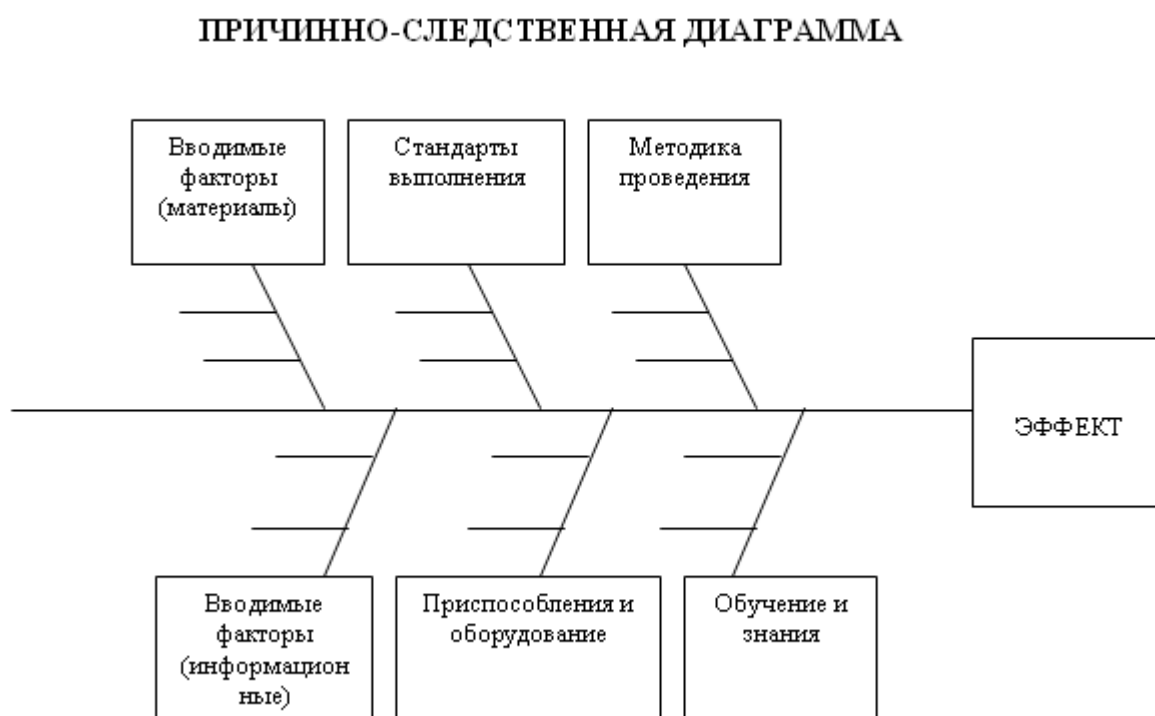 ПРИЧИННО-СЛЕДСТВЕННАЯ ДИАГРАММА
Вводимые
факторы
(материалы)
Стандарты
выполнения
Методика
проведения
ЭФФЕКТ
Вводимые
факторы
(информацион
ные)
Приспособления и
оборудование
Обучение и
знания